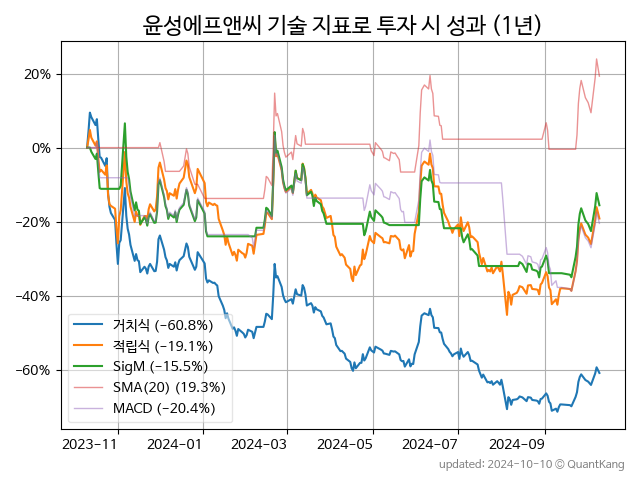 윤성에프앤씨 기술 지표로 투자 시 성과 (1년)
20%
0%
−20%
−40%
−60%
거치식 (−60.8%)
적립식 (−19.1%)
SigM (−15.5%)
SMA(20) (19.3%)
MACD (−20.4%)
2023−11 2024−01 2024−03 2024−05 2024−07 2024−09
updated: 2024-10-10 © QuantKang